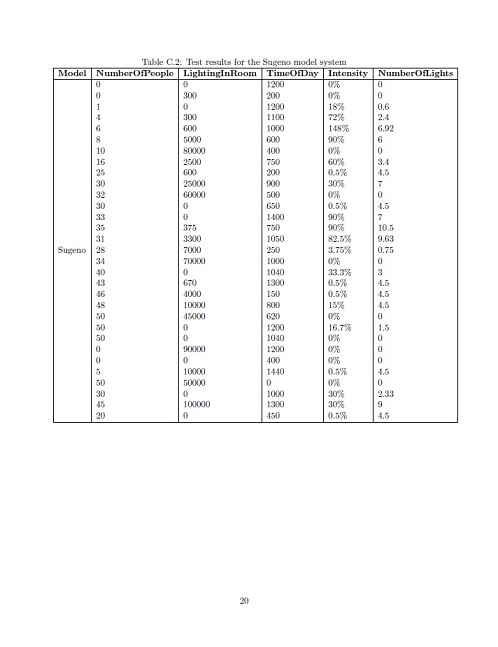 Table C.2: Test results for the Sugeno model system
Model NumberOfPeople LightingInRoom TimeOfDay Intensity NumberOfLights
0 0 1200 0% 0
0 300 200 0% 0
1 0 1200 18% 0.6
4 300 1100 72% 2.4
6 600 1000 148% 6.92
8 5000 600 90% 6
10 80000 400 0% 0
16 2500 750 60% 3.4
25 600 200 0.5% 4.5
30 25000 900 30% 7
32 60000 500 0% 0
30 0 650 0.5% 4.5
33 0 1400 90% 7
35 375 750 90% 10.5
31 3300 1050 82.5% 9.63
Sugeno 28 7000 250 3.75% 0.75
34 70000 1000 0% 0
40 0 1040 33.3% 3
43 670 1300 0.5% 4.5
46 4000 150 0.5% 4.5
48 10000 800 15% 4.5
50 45000 620 0% 0
50 0 1200 16.7% 1.5
50 0 1040 0% 0
0 90000 1200 0% 0
0 0 400 0% 0
5 10000 1440 0.5% 4.5
50 50000 0 0% 0
30 0 1000 30% 2.33
45 100000 1300 30% 9
20 0 450 0.5% 4.5
20